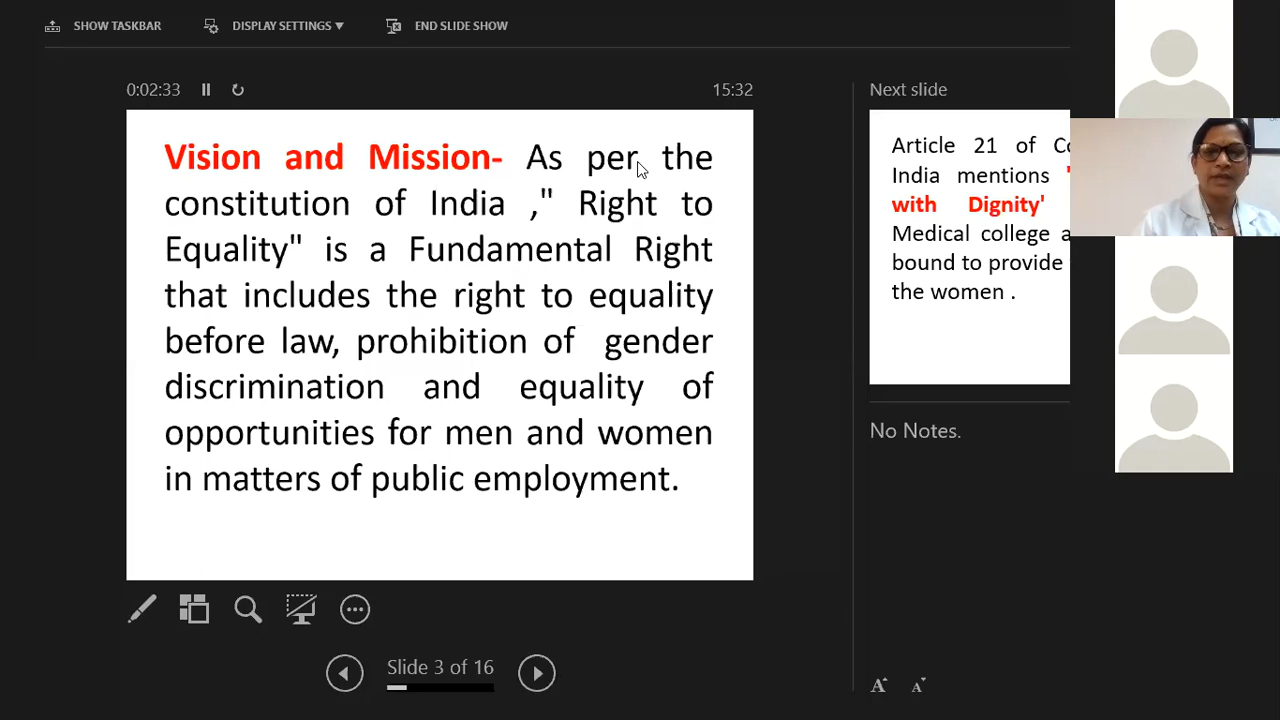 SHOW TASKBAR DISPLAY SETTINGS END SLIDE SHOW
0:02:33 15:32
Vision and Mission- As per the
constitution of India ," Right to
Equality" is a Fundamental Right
that includes the right to equality
before law, prohibition of gender
discrimination and equality of
opportunities for men and women
in matters of public employment.
Slide 3 of 16
Next slide
Article 21 of
India mentions
with Dignity'
Medical college
bound to provide
the women .
No Notes.
A A